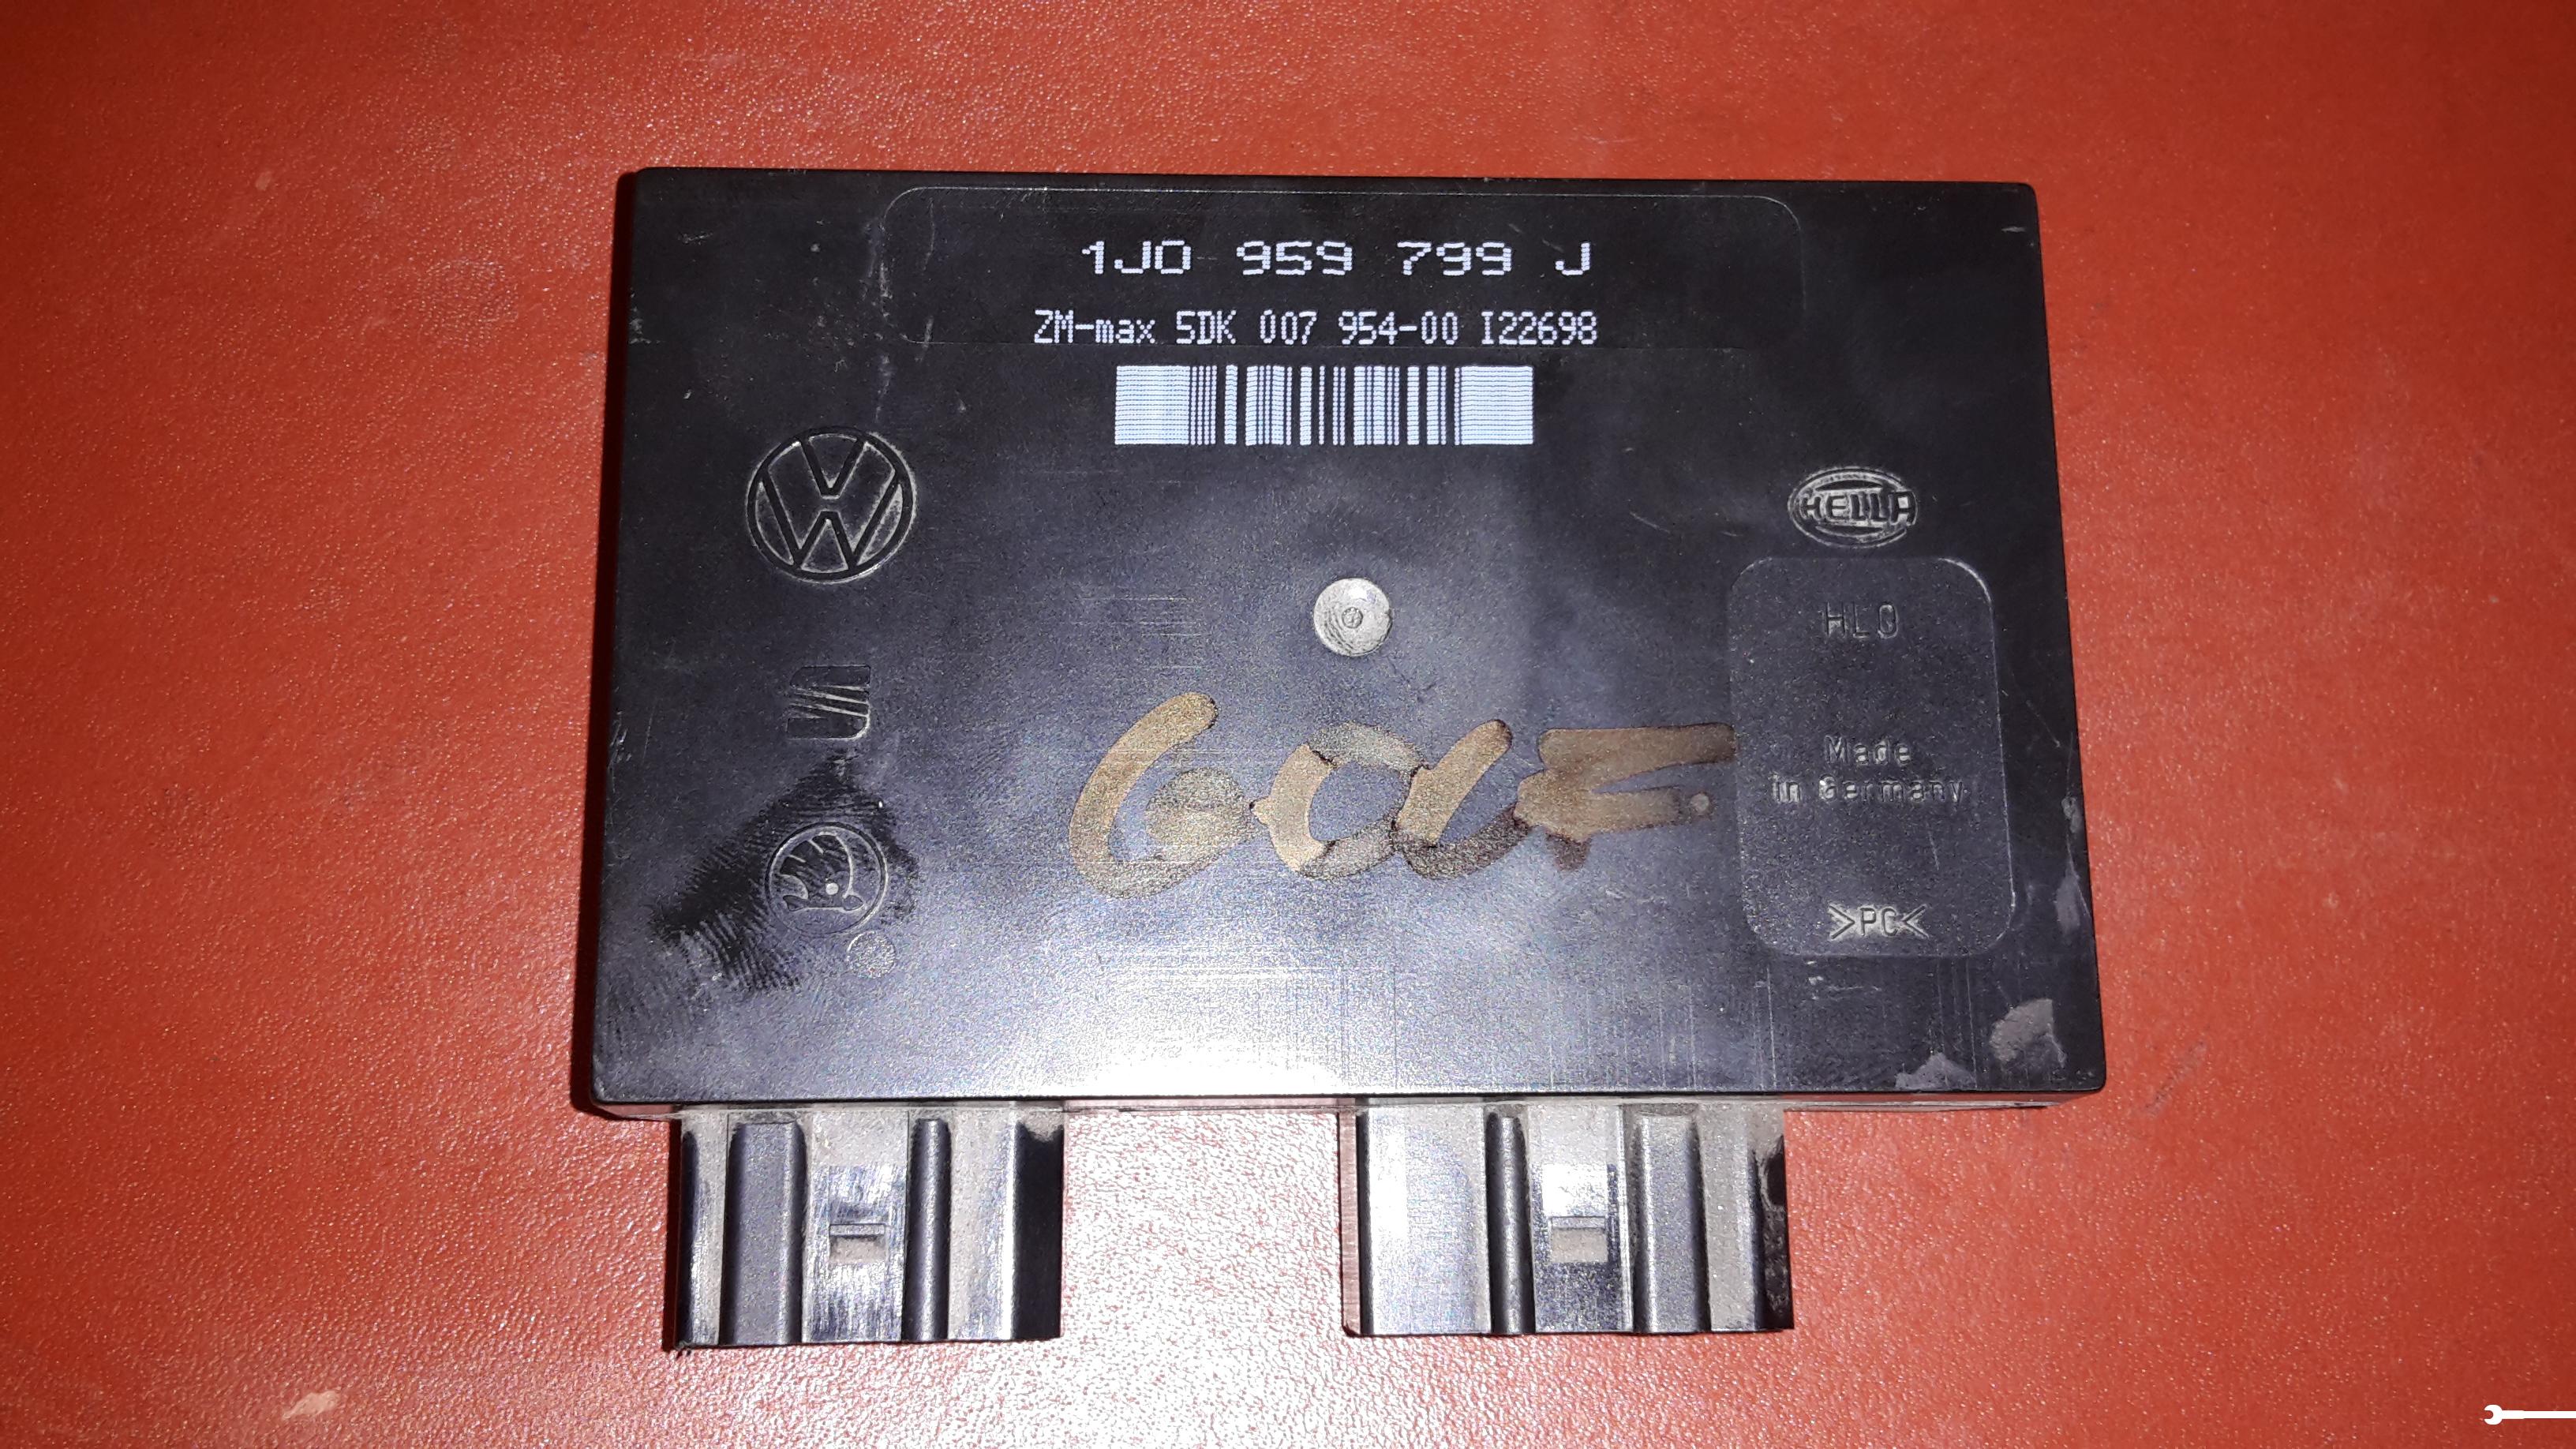 1J0 959 799 J
ZM-max 5DK 007 954-00 I22698
HELLA
HLO
Made
in Germany
GOLF
>PC<